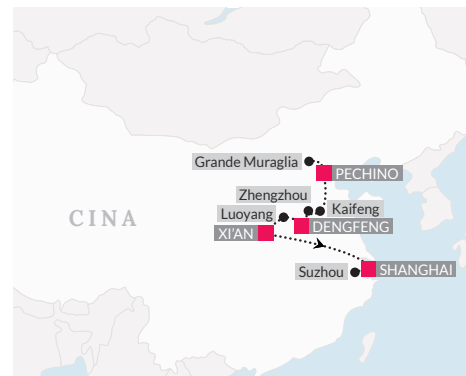 Grande Muraglia
PECHINO
Zhengzhou
Kaifeng
Luoyang
DENGFENG
CINA
XI'AN
Suzhou
SHANGHAI